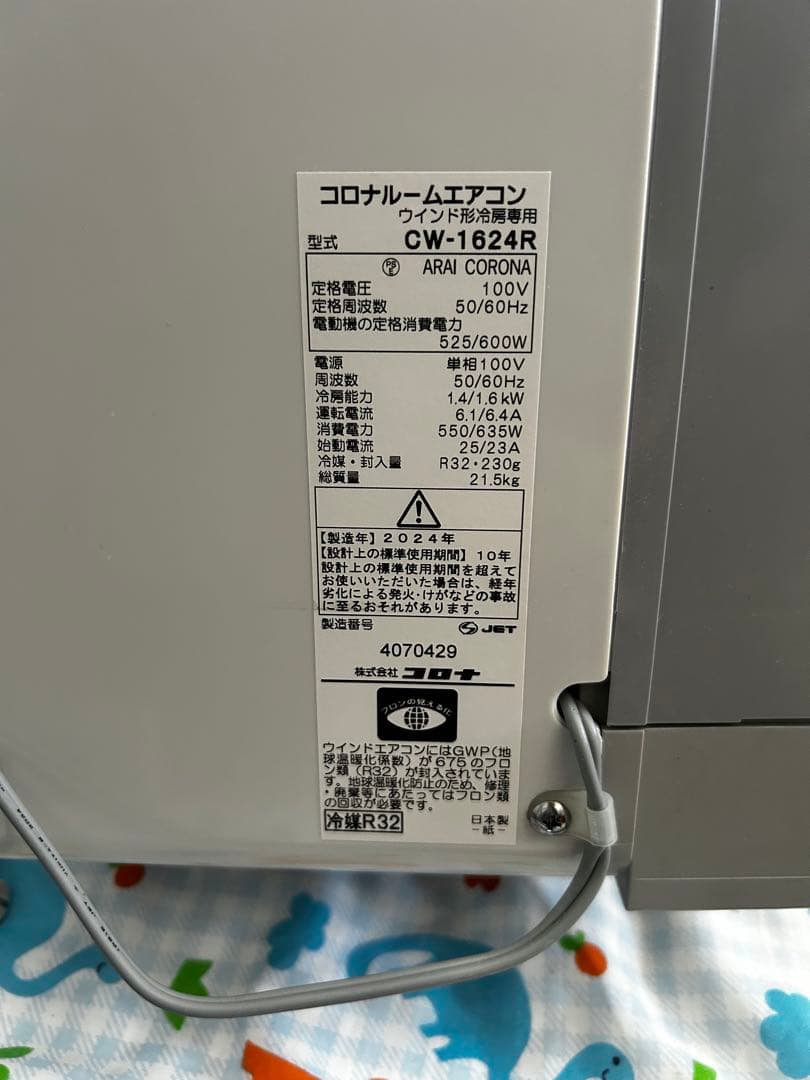 コロナルームエアコン
ウインド形冷房専用
型式 CW-1624R
PSE ARAI CORONA
定格電圧 100V
定格周波数 50/60Hz
電動機の定格消費電力
525/600W
電源 単相100V
周波数 50/60Hz
冷房能力 1.4/1.6kW
運転電流 6.1/6.4A
消費電力 550/635W
始動電流 25/23A
冷媒・封入量 R32・230g
総質量 21.5kg
【製造年】2024年
【設計上の標準使用期間】10年
設計上の標準使用期間を超えて
お使いいただいた場合は、経年
劣化による発火・けがなどの事故
に至るおそれがあります。
製造番号 JET
4070429
株式会社 コロナ
フロンの見える化
ウインドエアコンにはGWP(地
球温暖化係数)が675のフロ
ン類(R32)が封入されていま
す。地球温暖化防止のため、修理
・廃棄等にあたってはフロン類
の回収が必要です。
冷媒R32 日本製
-紙-